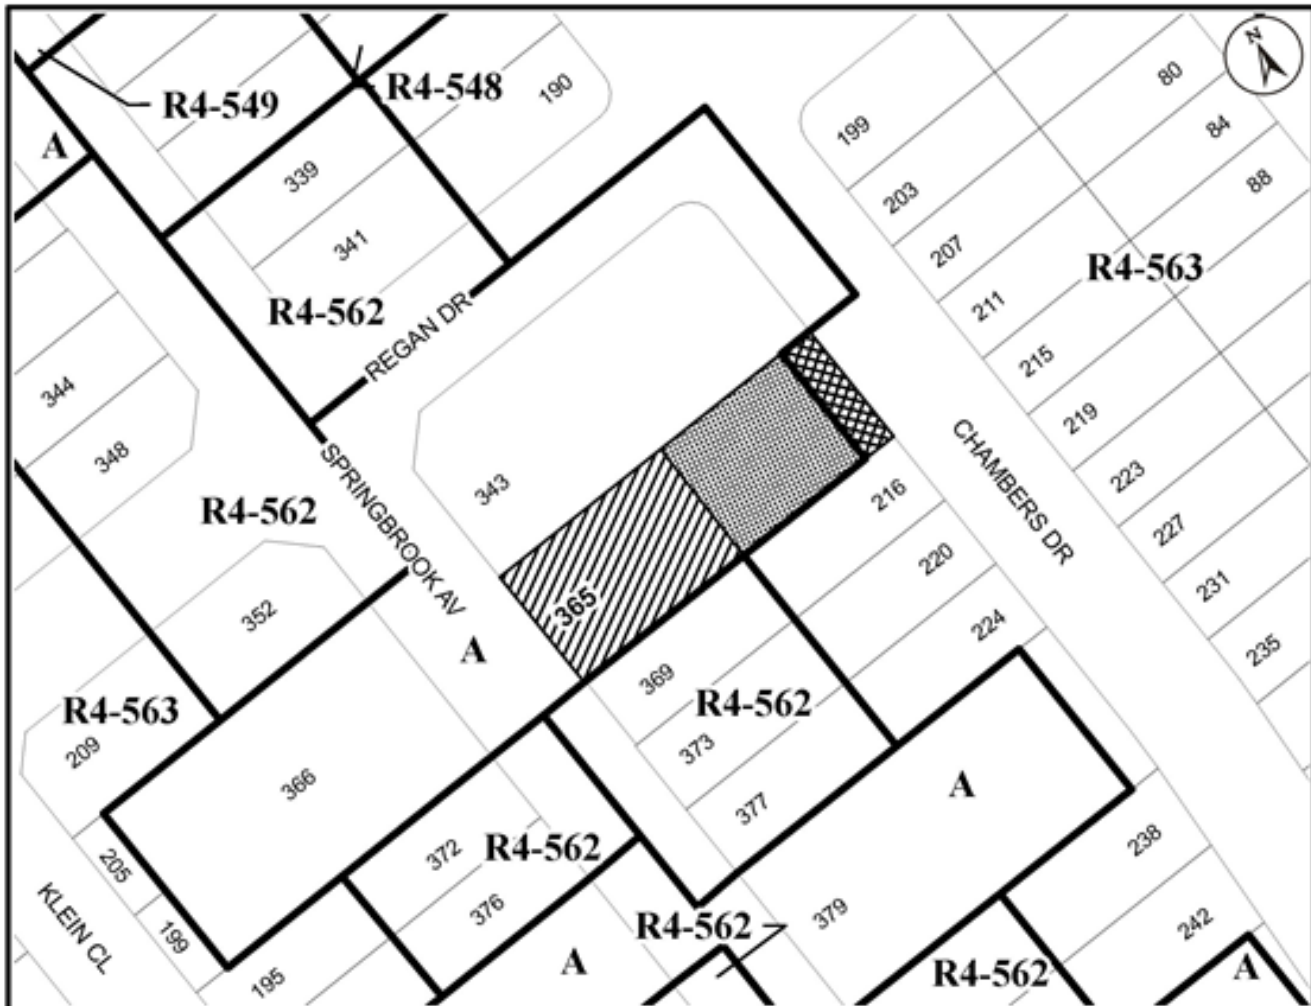 N
80
190
R4-548
R4-549
84
199
A
339
88
203
341
207
R4-563
R4-562
211
REGAN DR
215
344
219
348
343
223
216
CHAMBERS DR
R4-562
SPRINGBROOK AV
227
220
231
352
365
224
235
A
369
R4-562
R4-563
209
373
366
A
377
372
R4-562
238
205
376
KLEIN CL
199
R4-562
379
242
195
A
R4-562
A